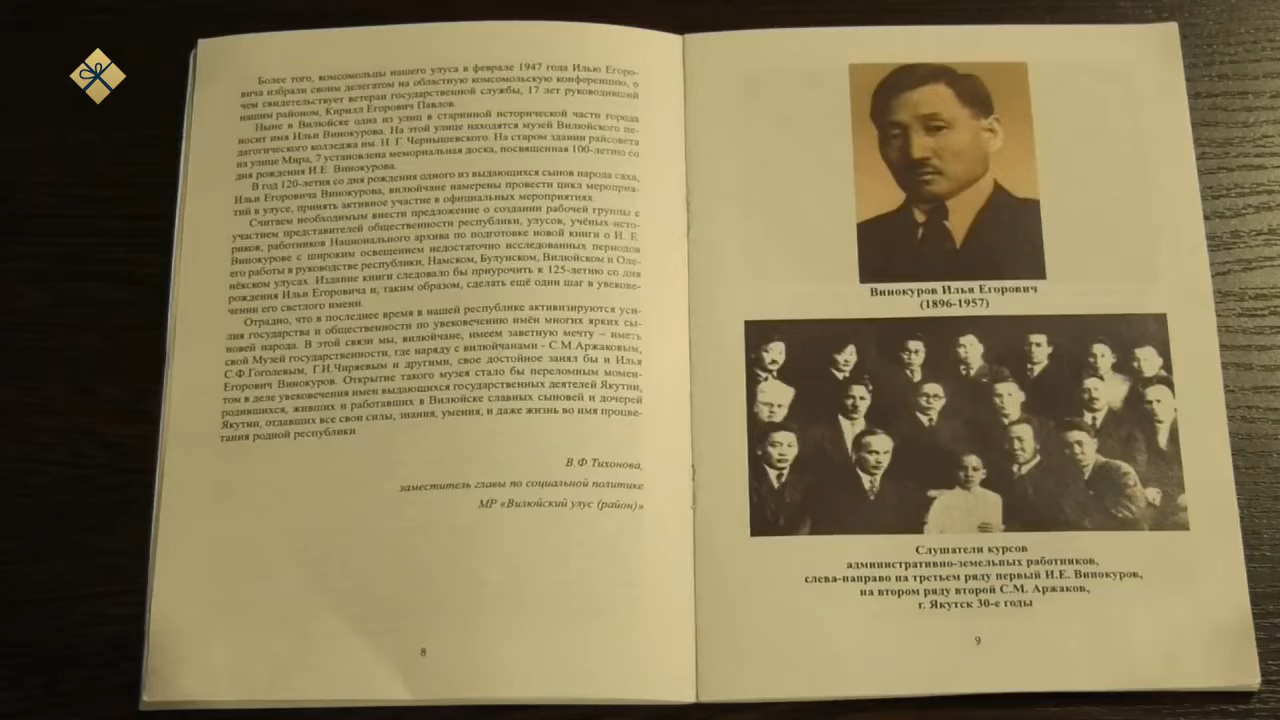 Более того, комсомольцы нашего улуса в феврале 1947 года Илью Егоро-
вича избрали своим делегатом на областную комсомольскую конференцию, о
чем свидетельствует ветеран государственной службы, 17 лет руководивший
нашим районом, Кирилл Егорович Павлов.
Ныне в Вилюйске одна из улиц в старинной исторической части города
носит имя Ильи Винокурова. На этой улице находятся музей Вилюйского пе-
дагогического колледжа им. Н. Г. Чернышевского. На старом здании райсовета
на улице Мира, 7 установлена мемориальная доска, посвященная 100-летию со
дня рождения И.Е. Винокурова.
В год 120-летия со дня рождения одного из выдающихся сынов народа саха,
Ильи Егоровича Винокурова, вилюйчане намерены провести цикл мероприя-
тий в улусе, принять активное участие в официальных мероприятиях.
Считаем необходимым внести предложение о создании рабочей группы с
участием представителей общественности республики, улусов, учёных-исто-
риков, работников Национального архива по подготовке новой книги о И. Е.
Винокурове с широким освещением недостаточно исследованных периодов
его работы в руководстве республики, Намском, Булунском, Вилюйском и Оле-
нёкском улусах. Издание книги следовало бы приурочить к 125-летию со дня
рождения Ильи Егоровича и, таким образом, сделать ещё один шаг в увекове-
чении его светлого имени.
Отрадно, что в последнее время в нашей республике активизируются уси-
лия государства и общественности по увековечению имён многих ярких сы-
новей народа. В этой связи мы, вилюйчане, имеем заветную мечту – иметь
свой Музей государственности, где наряду с вилюйчанами - С.М.Аржаковым,
С.Ф.Гоголевым, Г.И.Чиряевым и другими, свое достойное занял бы и Илья
Егорович Винокуров. Открытие такого музея стало бы переломным момен-
том в деле увековечения имен выдающихся государственных деятелей Якутии,
родившихся, живших и работавших в Вилюйске славных сыновей и дочерей
Якутии, отдавших все свои силы, знания, умения, и даже жизнь во имя процве-
тания родной республики.
В.Ф.Тихонова,
заместитель главы по социальной политике
МР «Вилюйский улус (район)»
8
Винокуров Илья Егорович
(1896-1957)
Слушатели курсов
административно-земельных работников,
слева-направо на третьем ряду первый И.Е. Винокуров,
на втором ряду второй С.М. Аржаков,
г. Якутск 30-е годы
9